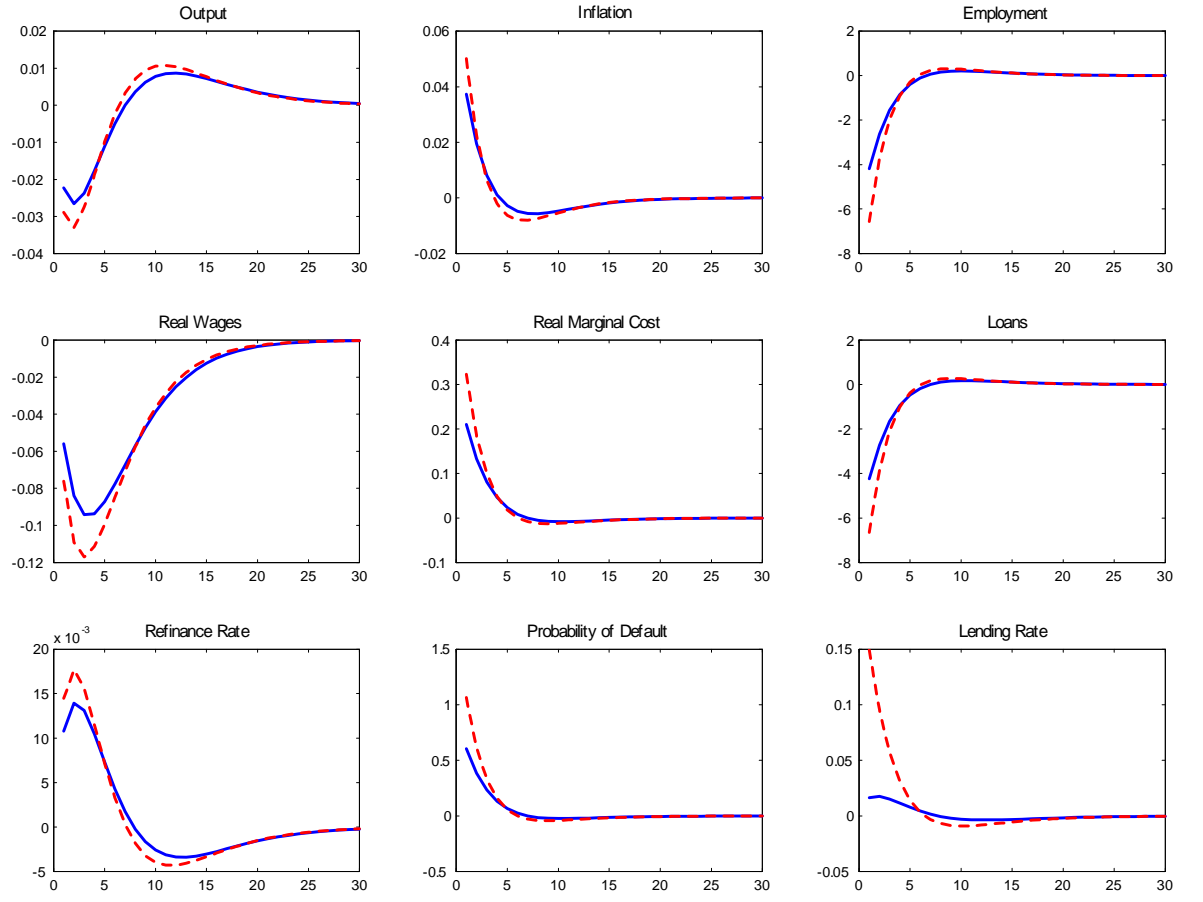 Output
0.02
0.01
0
-0.01
-0.02
-0.03
-0.04
0 5 10 15 20 25 30
Inflation
0.06
0.04
0.02
0
-0.02
0 5 10 15 20 25 30
Employment
2
0
-2
-4
-6
-8
0 5 10 15 20 25 30
Real Wages
0
-0.02
-0.04
-0.06
-0.08
-0.1
-0.12
0 5 10 15 20 25 30
Real Marginal Cost
0.4
0.3
0.2
0.1
0
-0.1
0 5 10 15 20 25 30
Loans
2
0
-2
-4
-6
-8
0 5 10 15 20 25 30
Refinance Rate
x 10-3
20
15
10
5
0
-5
0 5 10 15 20 25 30
Probability of Default
1.5
1
0.5
0
-0.5
0 5 10 15 20 25 30
Lending Rate
0.15
0.1
0.05
0
-0.05
0 5 10 15 20 25 30